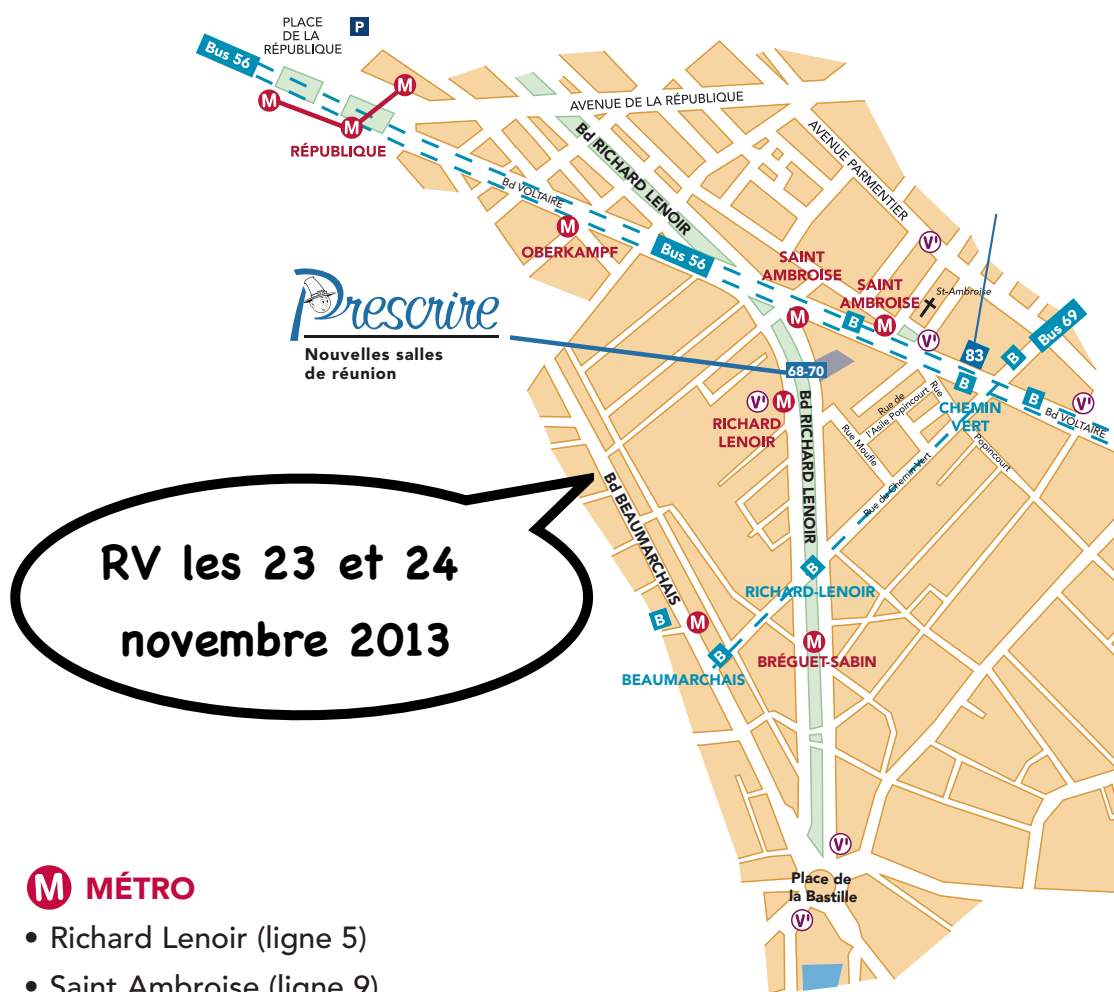 PLACE
DE LA
RÉPUBLIQUE
P
Bus 56
M
M
M
RÉPUBLIQUE
AVENUE DE LA RÉPUBLIQUE
Bd RICHARD LENOIR
AVENUE PARMENTIER
Bd VOLTAIRE
M
OBERKAMPF
Bus 56
SAINT
AMBROISE
M
B
SAINT
AMBROISE
M
V'
St-Ambroise
V'
Bus 69
B
83
B
CHEMIN
VERT
B
V'
Bd VOLTAIRE
Prescrire
Nouvelles salles
de réunion
68-70
V'
M
RICHARD
LENOIR
Bd RICHARD LENOIR
Rue Moufle
Rue de
l'Asile Popincourt
Rue
Popincourt
Rue du Chemin Vert
Bd BEAUMARCHAIS
RV les 23 et 24
novembre 2013
B
RICHARD-LENOIR
B
M
B
BEAUMARCHAIS
M
BRÉGUET-SABIN
V'
Place de
la Bastille
V'
M MÉTRO
• Richard Lenoir (ligne 5)
• Saint Ambroise (ligne 9)